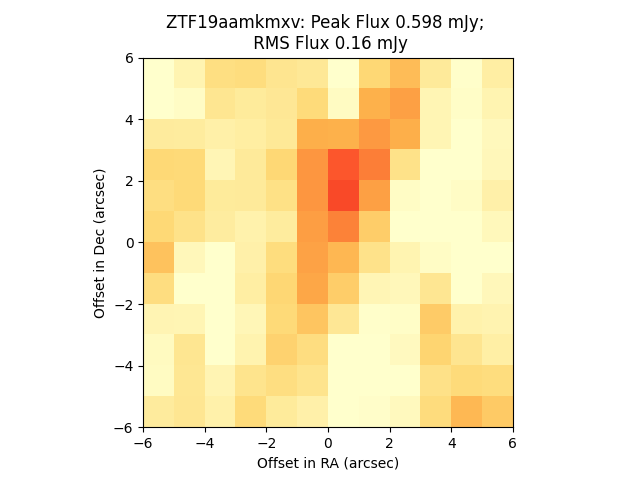 ZTF19aamkmxv: Peak Flux 0.598 mJy;
RMS Flux 0.16 mJy
6
4
2
0
−2
−4
−6
Offset in Dec (arcsec)
−6 −4 −2 0 2 4 6
Offset in RA (arcsec)